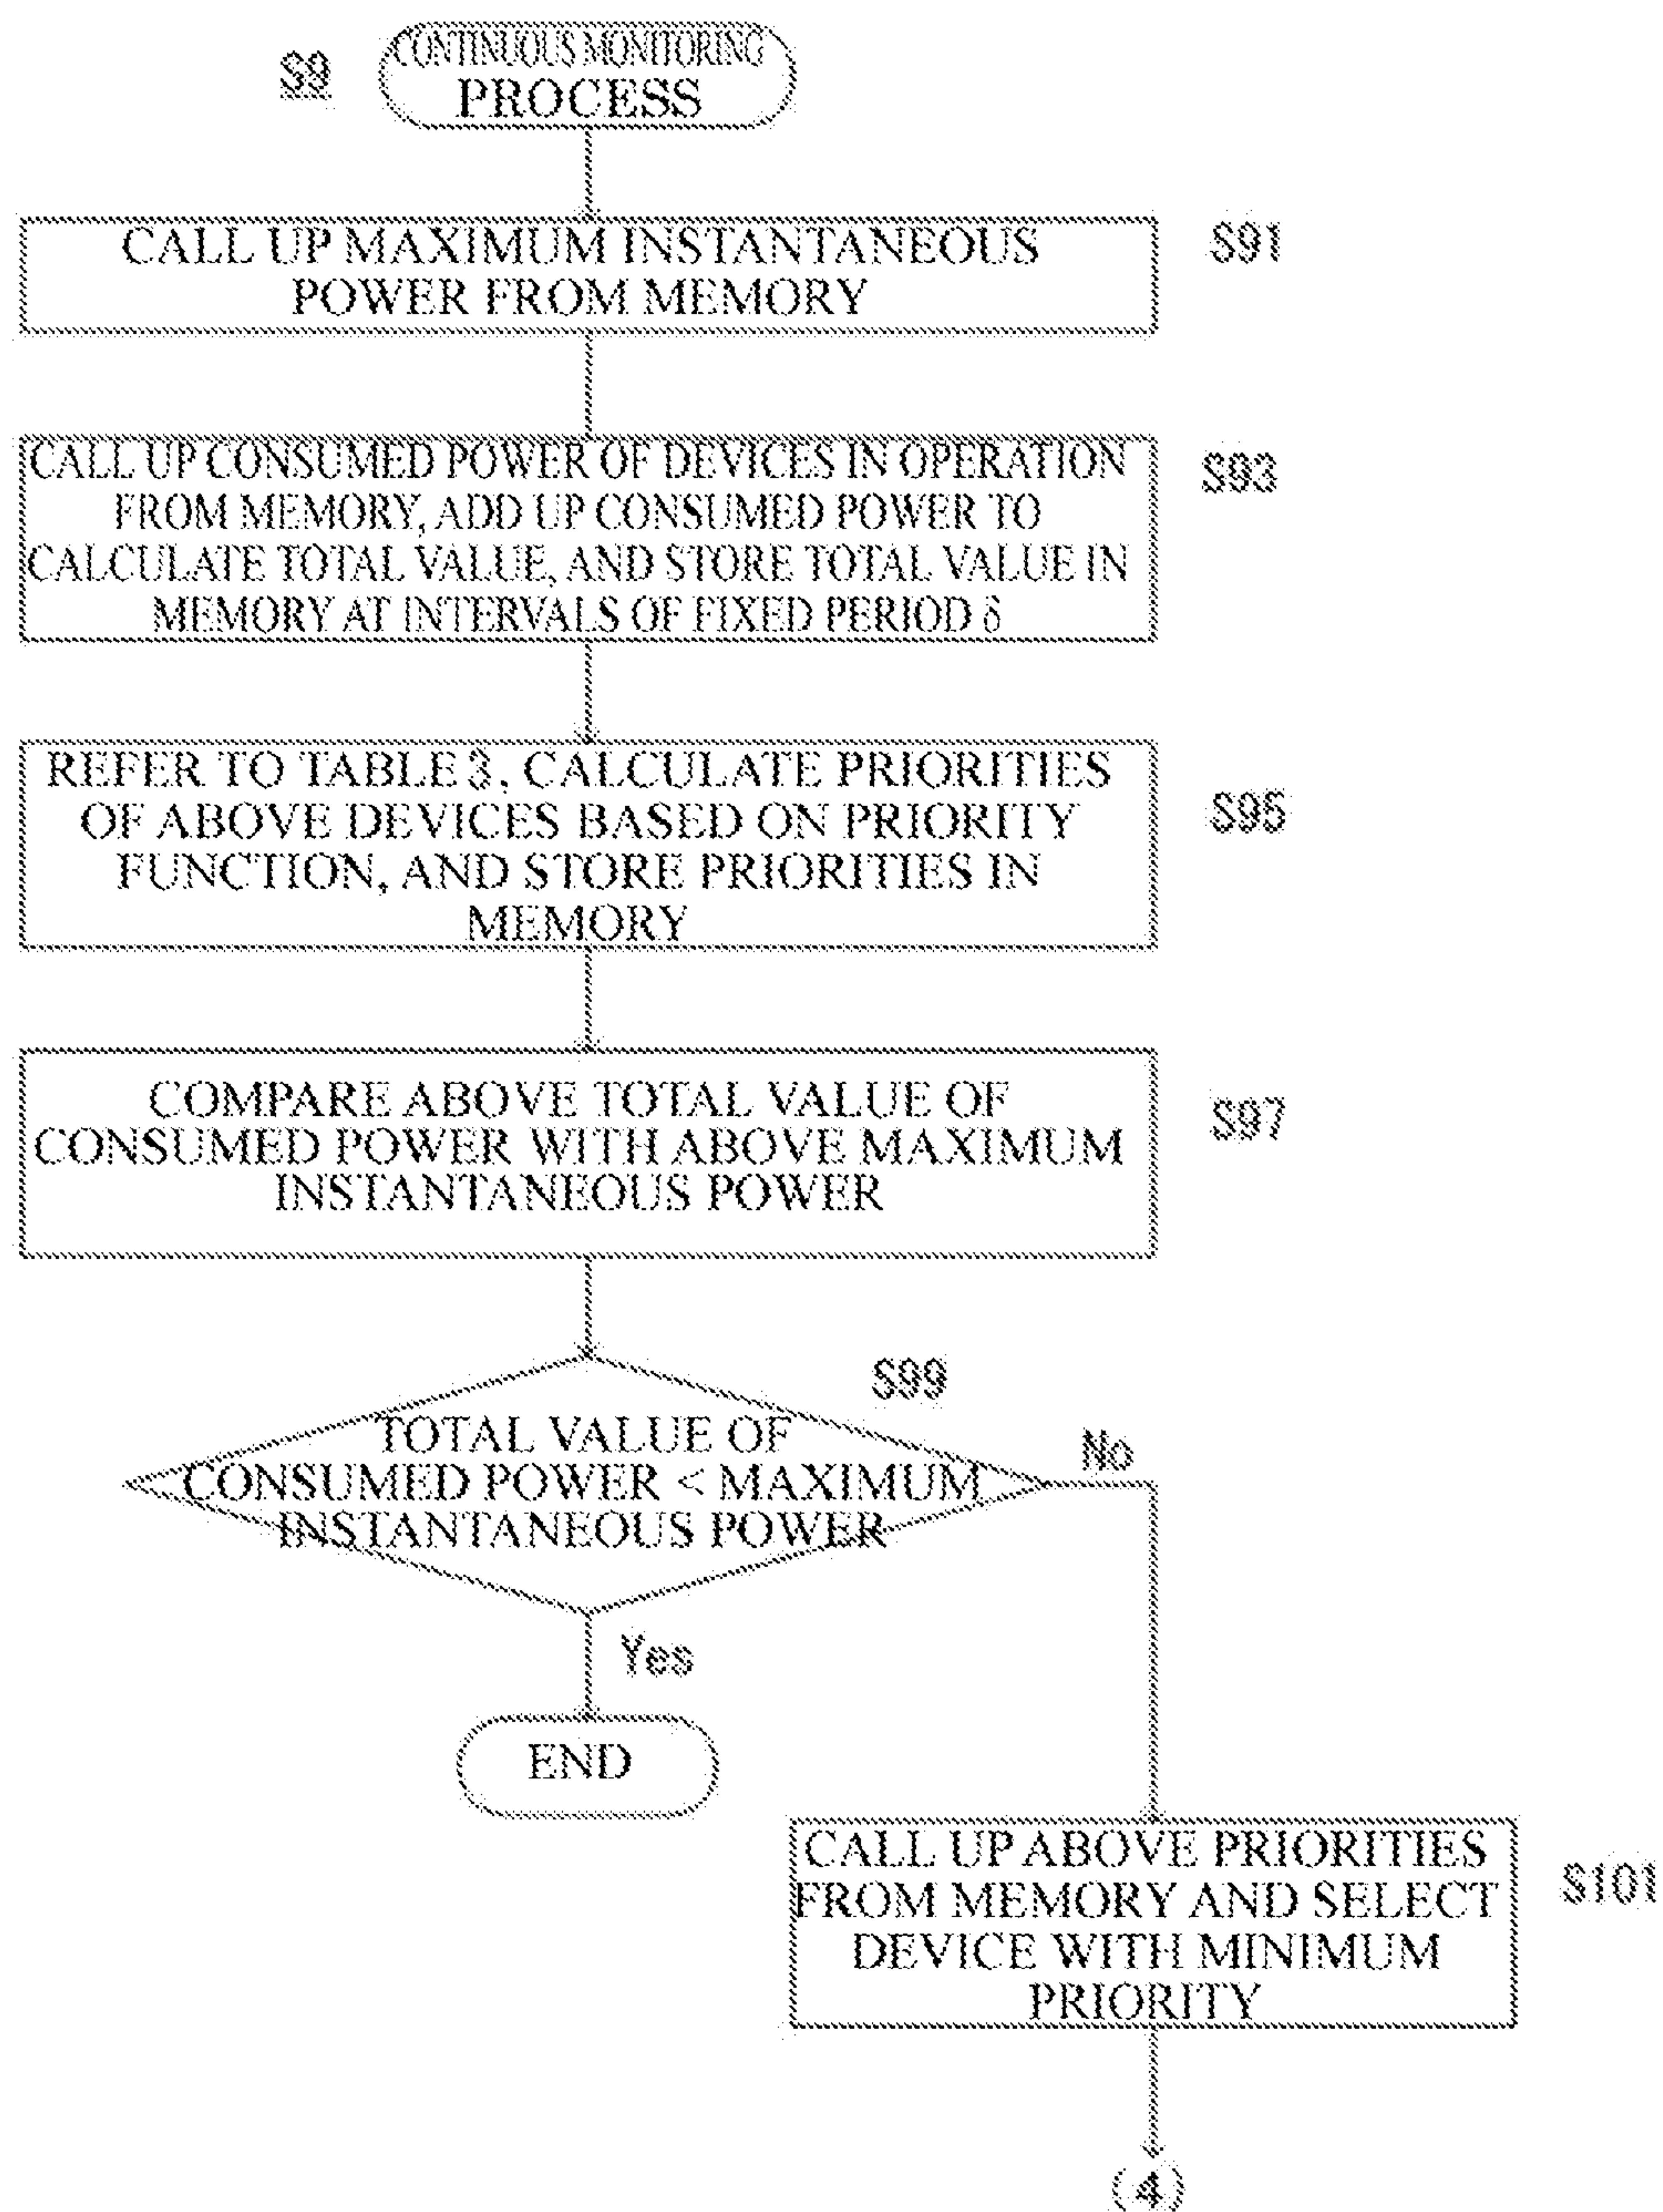 S9
CONTINUOUS MONITORING
PROCESS
CALL UP MAXIMUM INSTANTANEOUS
POWER FROM MEMORY
S91
CALL UP CONSUMED POWER OF DEVICES IN OPERATION
FROM MEMORY, ADD UP CONSUMED POWER TO
CALCULATE TOTAL VALUE, AND STORE TOTAL VALUE IN
MEMORY AT INTERVALS OF FIXED PERIOD δ
S93
REFER TO TABLE 3, CALCULATE PRIORITIES
OF ABOVE DEVICES BASED ON PRIORITY
FUNCTION, AND STORE PRIORITIES IN
MEMORY
S95
COMPARE ABOVE TOTAL VALUE OF
CONSUMED POWER WITH ABOVE MAXIMUM
INSTANTANEOUS POWER
S97
S99
TOTAL VALUE OF
CONSUMED POWER < MAXIMUM
INSTANTANEOUS POWER
No
Yes
END
CALL UP ABOVE PRIORITIES
FROM MEMORY AND SELECT
DEVICE WITH MINIMUM
PRIORITY
S101
(4)